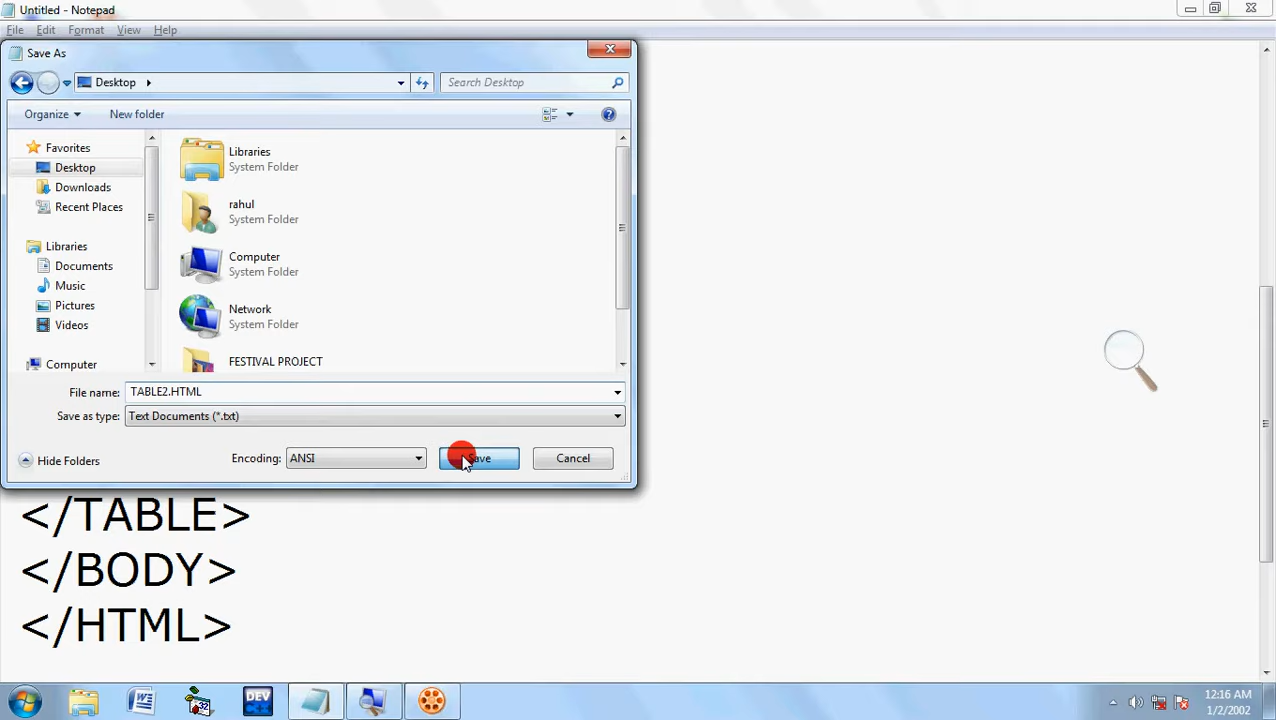 Untitled - Notepad
File Edit Format View Help
Save As
Desktop
Search Desktop
Organize New folder
Favorites
Desktop
Downloads
Recent Places
Libraries
Documents
Music
Pictures
Videos
Computer
Libraries
System Folder
rahul
System Folder
Computer
System Folder
Network
System Folder
FESTIVAL PROJECT
File name: TABLE2.HTML
Save as type: Text Documents (*.txt)
Hide Folders Encoding: ANSI Save Cancel
</TABLE>
</BODY>
</HTML>
DEV
32
12:16 AM
1/2/2002